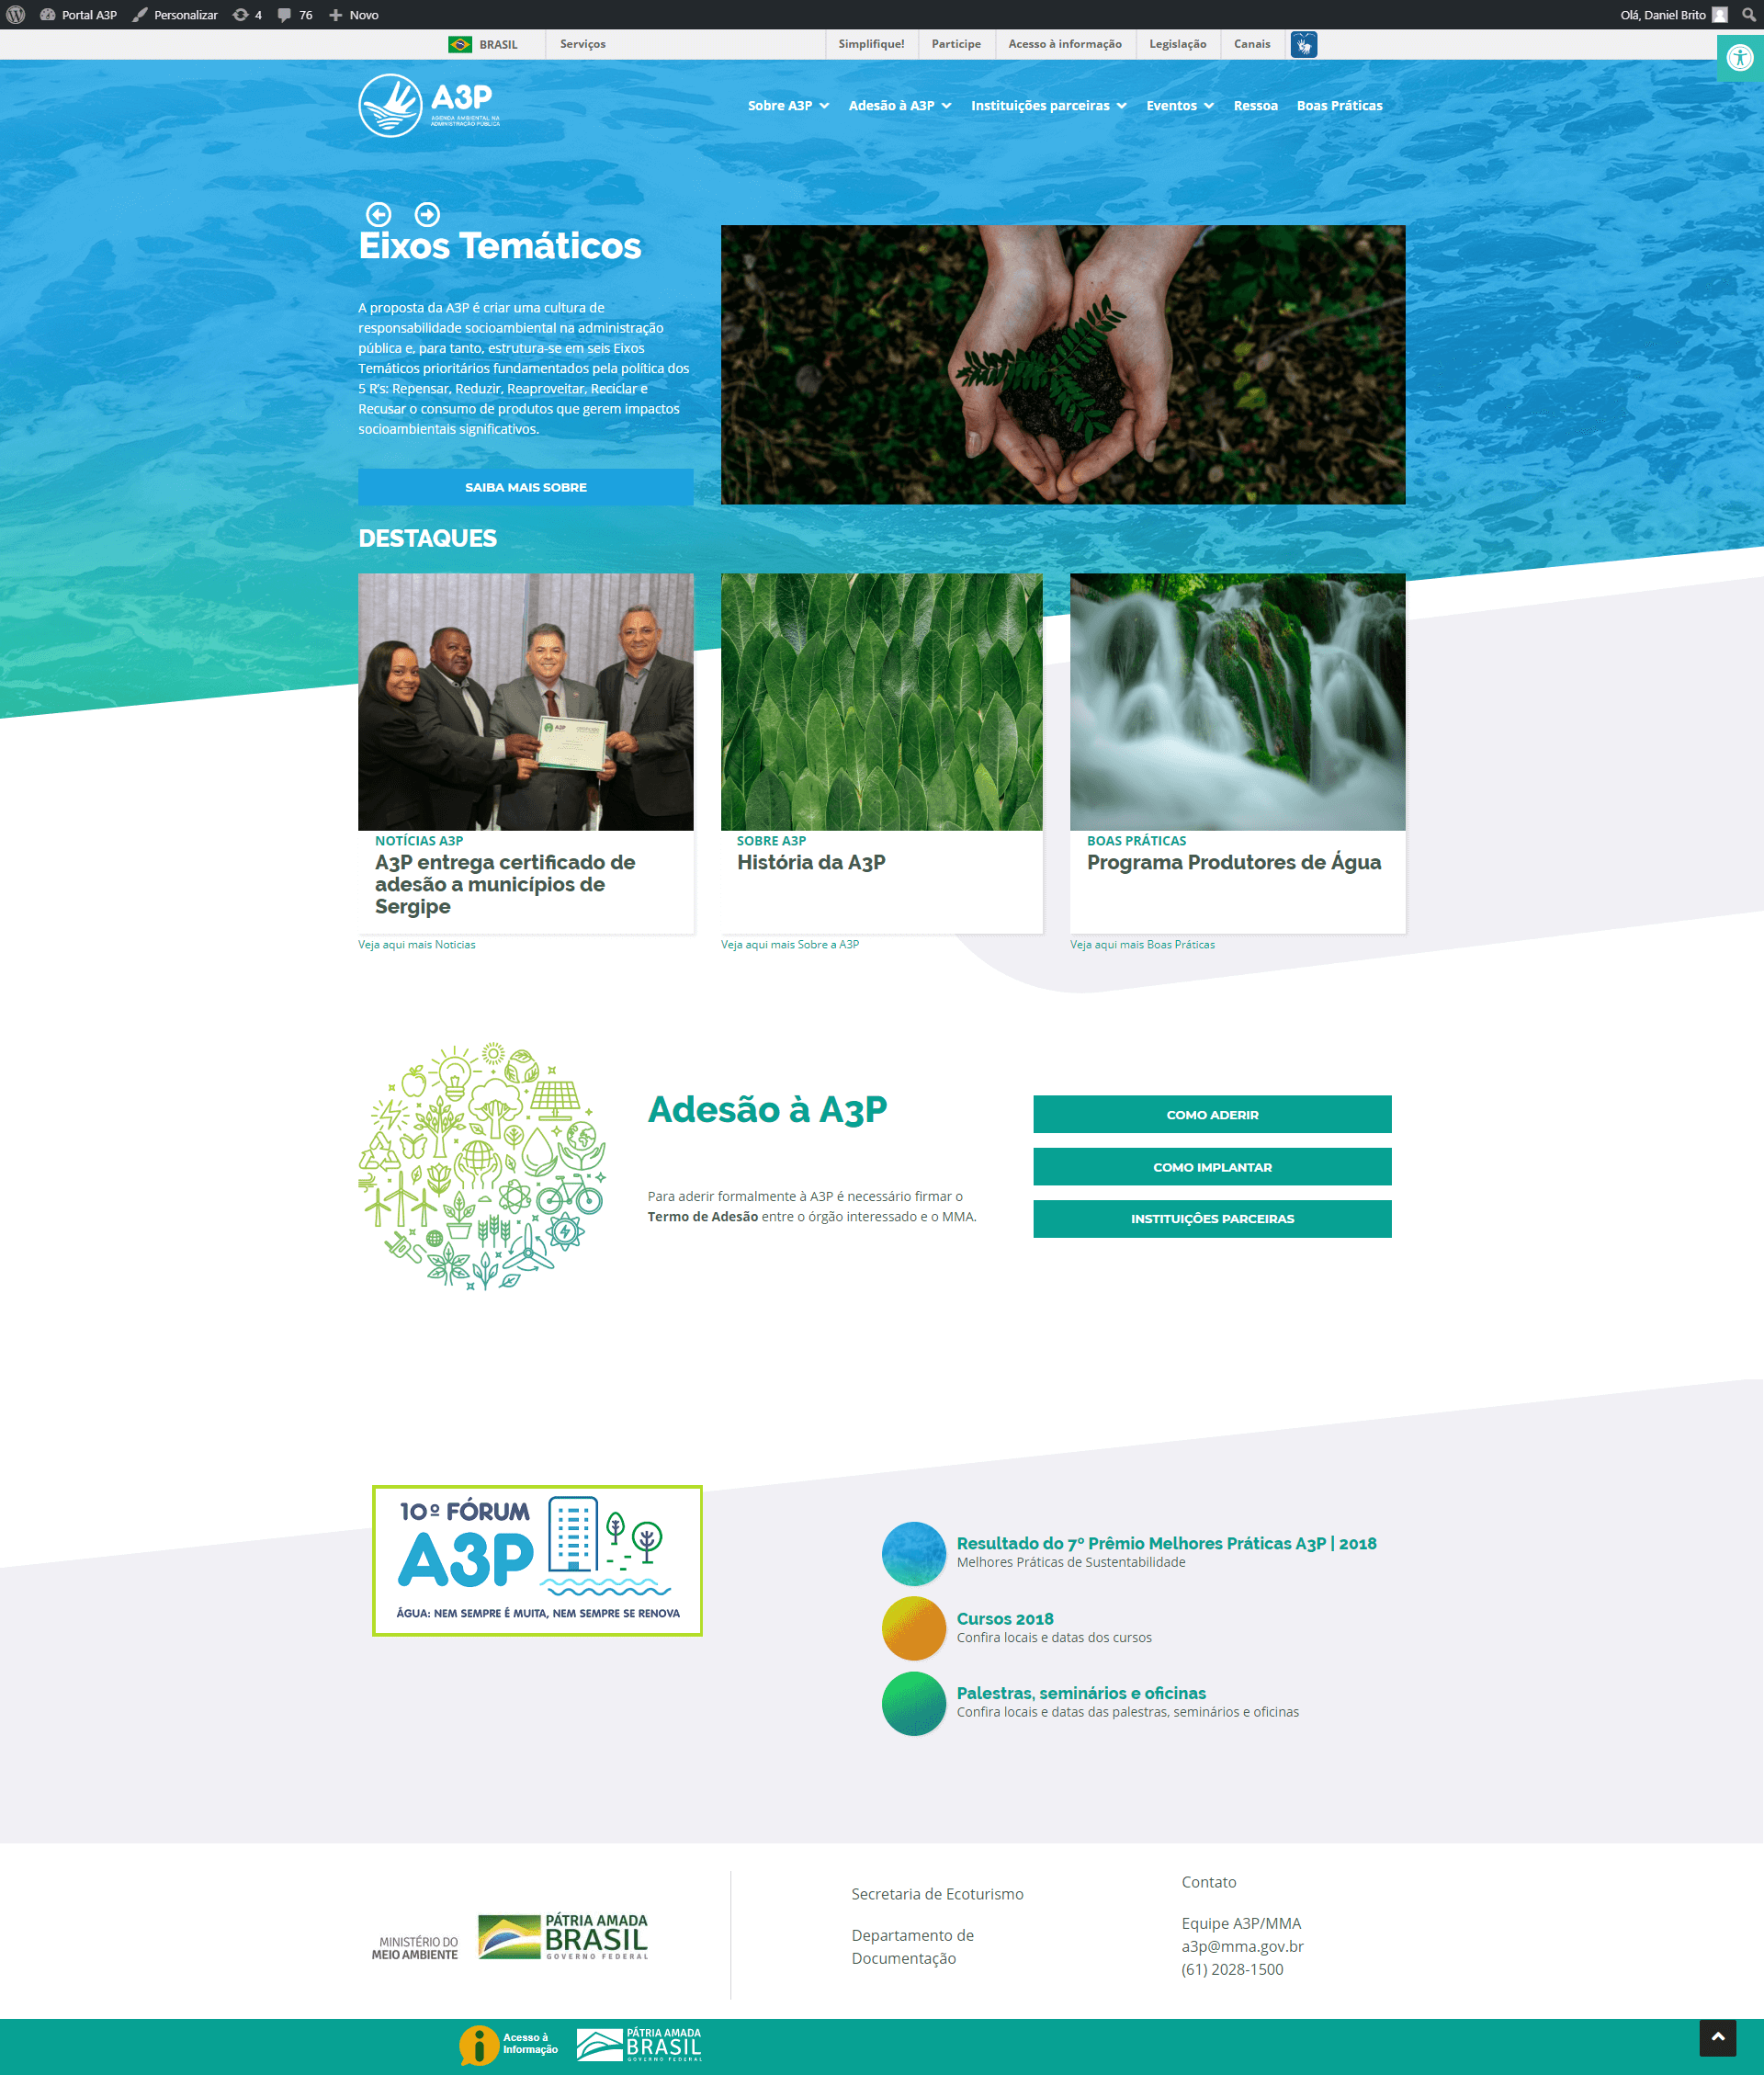 Portal A3P Personalizar 4 76 Novo Olá, Daniel Brito
BRASIL Serviços Simplifique! Participe Acesso à informação Legislação Canais
A3P
AGENDA AMBIENTAL NA
ADMINISTRAÇÃO PÚBLICA
Sobre A3P Adesão à A3P Instituições parceiras Eventos Ressoa Boas Práticas
Eixos Temáticos
A proposta da A3P é criar uma cultura de
responsabilidade socioambiental na administração
pública e, para tanto, estrutura-se em seis Eixos
Temáticos prioritários fundamentados pela política dos
5 R's: Repensar, Reduzir, Reaproveitar, Reciclar e
Recusar o consumo de produtos que gerem impactos
socioambientais significativos.
SAIBA MAIS SOBRE
DESTAQUES
A3P
NOTÍCIAS A3P
A3P entrega certificado de
adesão a municípios de
Sergipe
Veja aqui mais Noticias
SOBRE A3P
História da A3P
Veja aqui mais Sobre a A3P
BOAS PRÁTICAS
Programa Produtores de Água
Veja aqui mais Boas Práticas
Adesão à A3P
Para aderir formalmente à A3P é necessário firmar o
Termo de Adesão entre o órgão interessado e o MMA.
COMO ADERIR
COMO IMPLANTAR
INSTITUIÇÕES PARCEIRAS
10º FÓRUM
A3P
ÁGUA: NEM SEMPRE É MUITA, NEM SEMPRE SE RENOVA
Resultado do 7º Prêmio Melhores Práticas A3P | 2018
Melhores Práticas de Sustentabilidade
Cursos 2018
Confira locais e datas dos cursos
Palestras, seminários e oficinas
Confira locais e datas das palestras, seminários e oficinas
MINISTÉRIO DO
MEIO AMBIENTE
PÁTRIA AMADA
BRASIL
GOVERNO FEDERAL
Secretaria de Ecoturismo
Departamento de
Documentação
Contato
Equipe A3P/MMA
a3p@mma.gov.br
(61) 2028-1500
Acesso à
Informação
PÁTRIA AMADA
BRASIL
GOVERNO FEDERAL